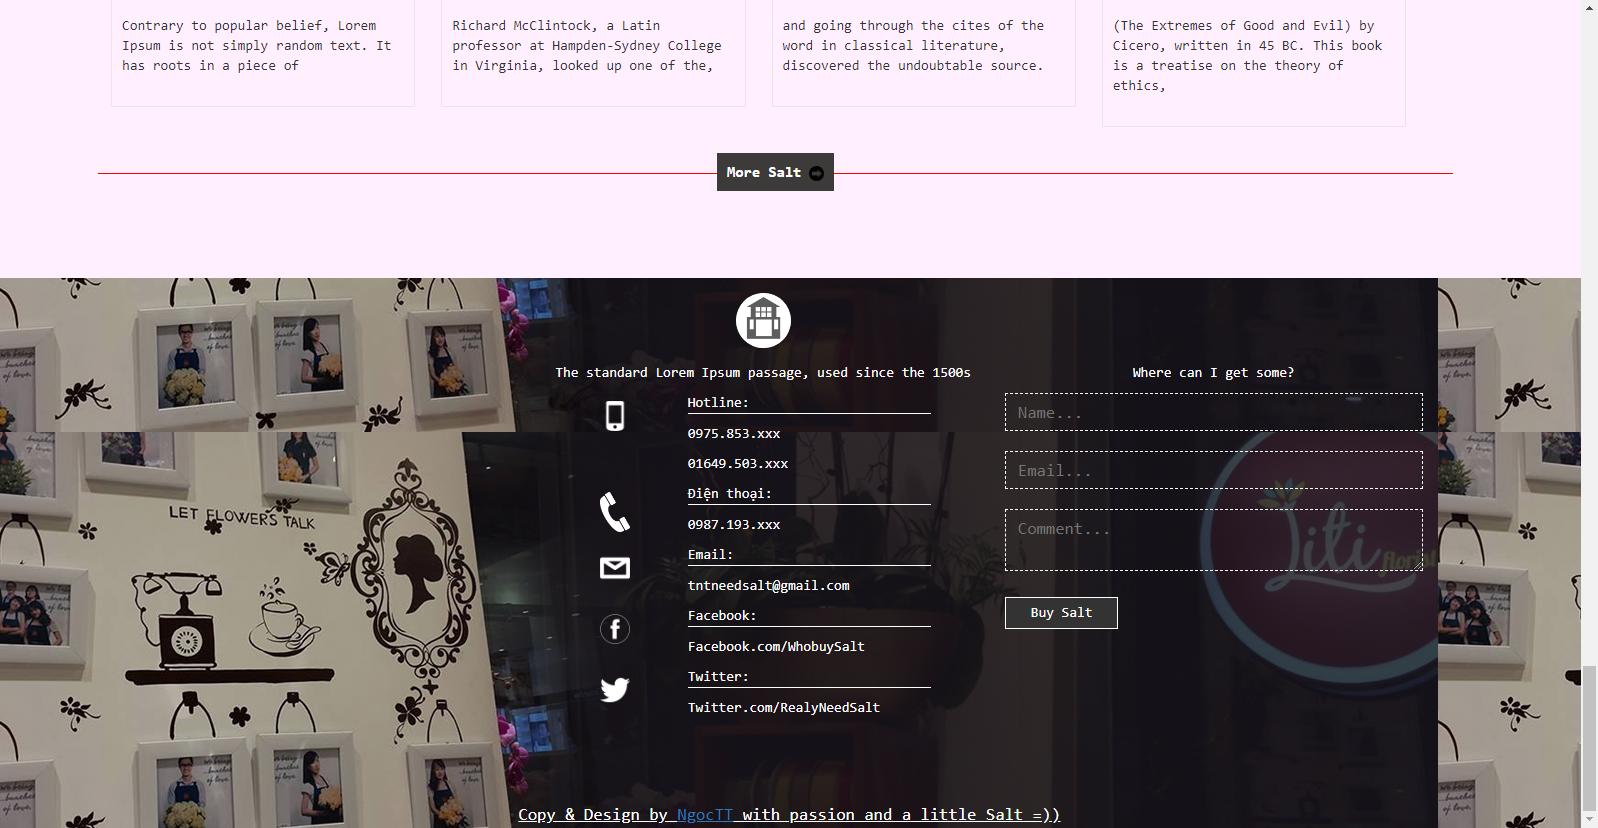 Contrary to popular belief, Lorem
Ipsum is not simply random text. It
has roots in a piece of
Richard McClintock, a Latin
professor at Hampden-Sydney College
in Virginia, looked up one of the,
and going through the cites of the
word in classical literature,
discovered the undoubtable source.
(The Extremes of Good and Evil) by
Cicero, written in 45 BC. This book
is a treatise on the theory of
ethics,
More Salt
The standard Lorem Ipsum passage, used since the 1500s
Hotline:
0975.853.xxx
01649.503.xxx
Điện thoại:
0987.193.xxx
Email:
tntneedsalt@gmail.com
Facebook:
Facebook.com/WhobuySalt
Twitter:
Twitter.com/RealyNeedSalt
Where can I get some?
Name...
Email...
Comment...
Buy Salt
LET FLOWERS TALK
Liti
florist
Copy & Design by NgocTT with passion and a little Salt =))